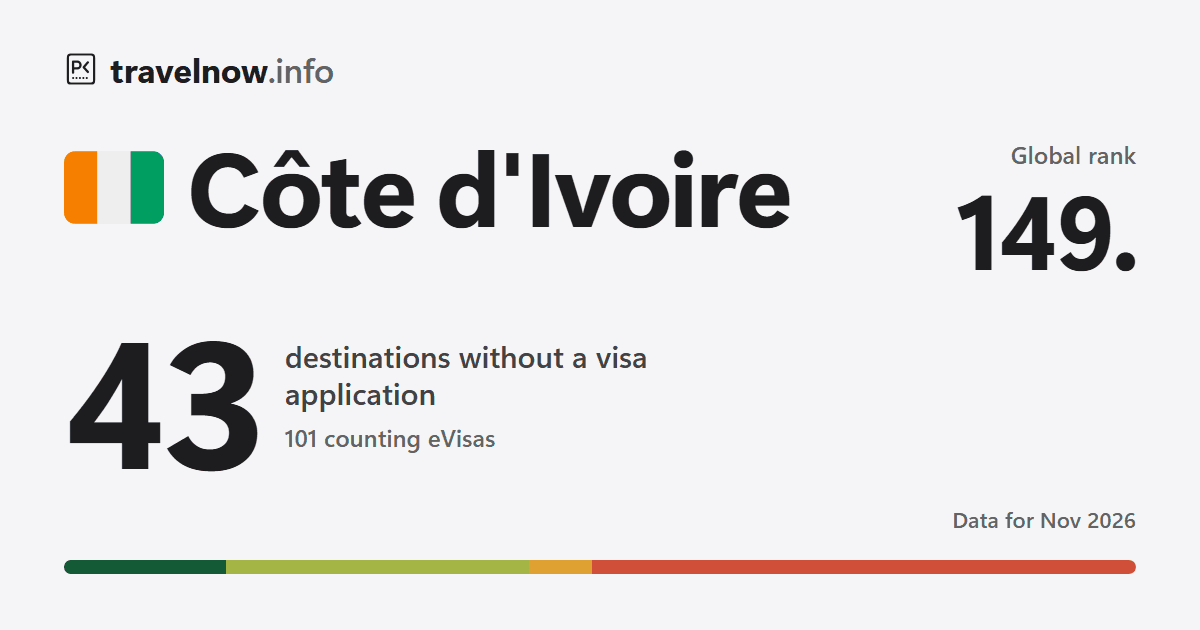 travelnow.info
Côte d'Ivoire
Global rank
149.
43
destinations without a visa
application
101 counting eVisas
Data for Nov 2026